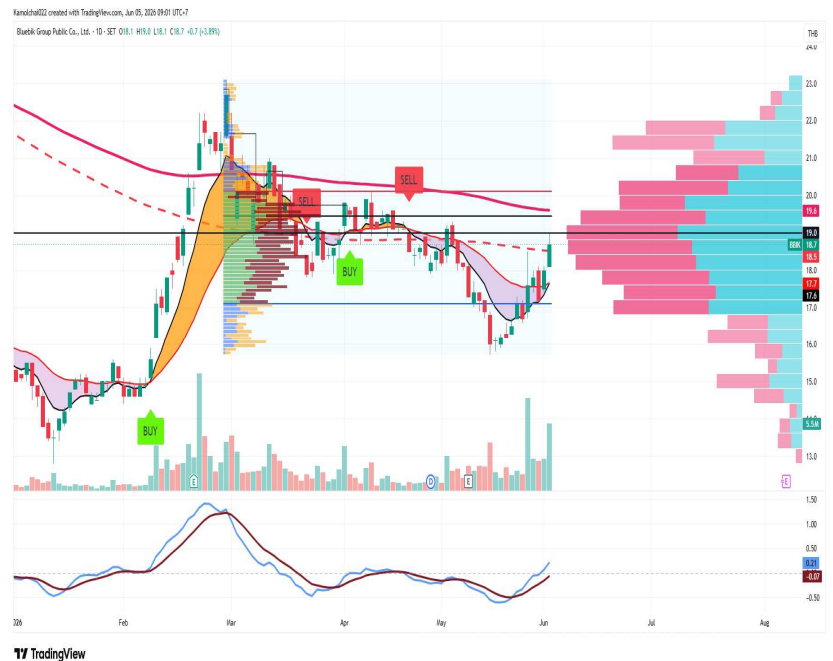 Kamolchai022 created with TradingView.com, Jun 05, 2026 09:01 UTC+7
Bluebik Group Public Co., Ltd. · 1D · SET O18.1 H19.0 L18.1 C18.7 +0.7 (+3.89%)
THB
24.0
23.0
22.0
21.0
20.0
SELL
SELL
19.6
19.0
BBIK 18.7
18.5
BUY
18.0
17.7
17.6
17.0
16.0
15.0
BUY
14.0
5.5M
13.0
E
D
E
E
1.50
1.00
0.50
0.21
-0.07
-0.50
2026
Feb
Mar
Apr
May
Jun
Jul
Aug
TradingView